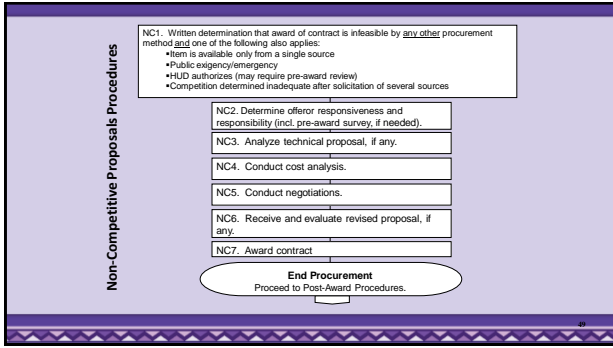 Non-Competitive Proposals Procedures
NC1. Written determination that award of contract is infeasible by any other procurement
method and one of the following also applies:
▪Item is available only from a single source
▪Public exigency/emergency
▪HUD authorizes (may require pre-award review)
▪Competition determined inadequate after solicitation of several sources
NC2. Determine offeror responsiveness and
responsibility (incl. pre-award survey, if needed).
NC3. Analyze technical proposal, if any.
NC4. Conduct cost analysis.
NC5. Conduct negotiations.
NC6. Receive and evaluate revised proposal, if
any.
NC7. Award contract
End Procurement
Proceed to Post-Award Procedures.
49